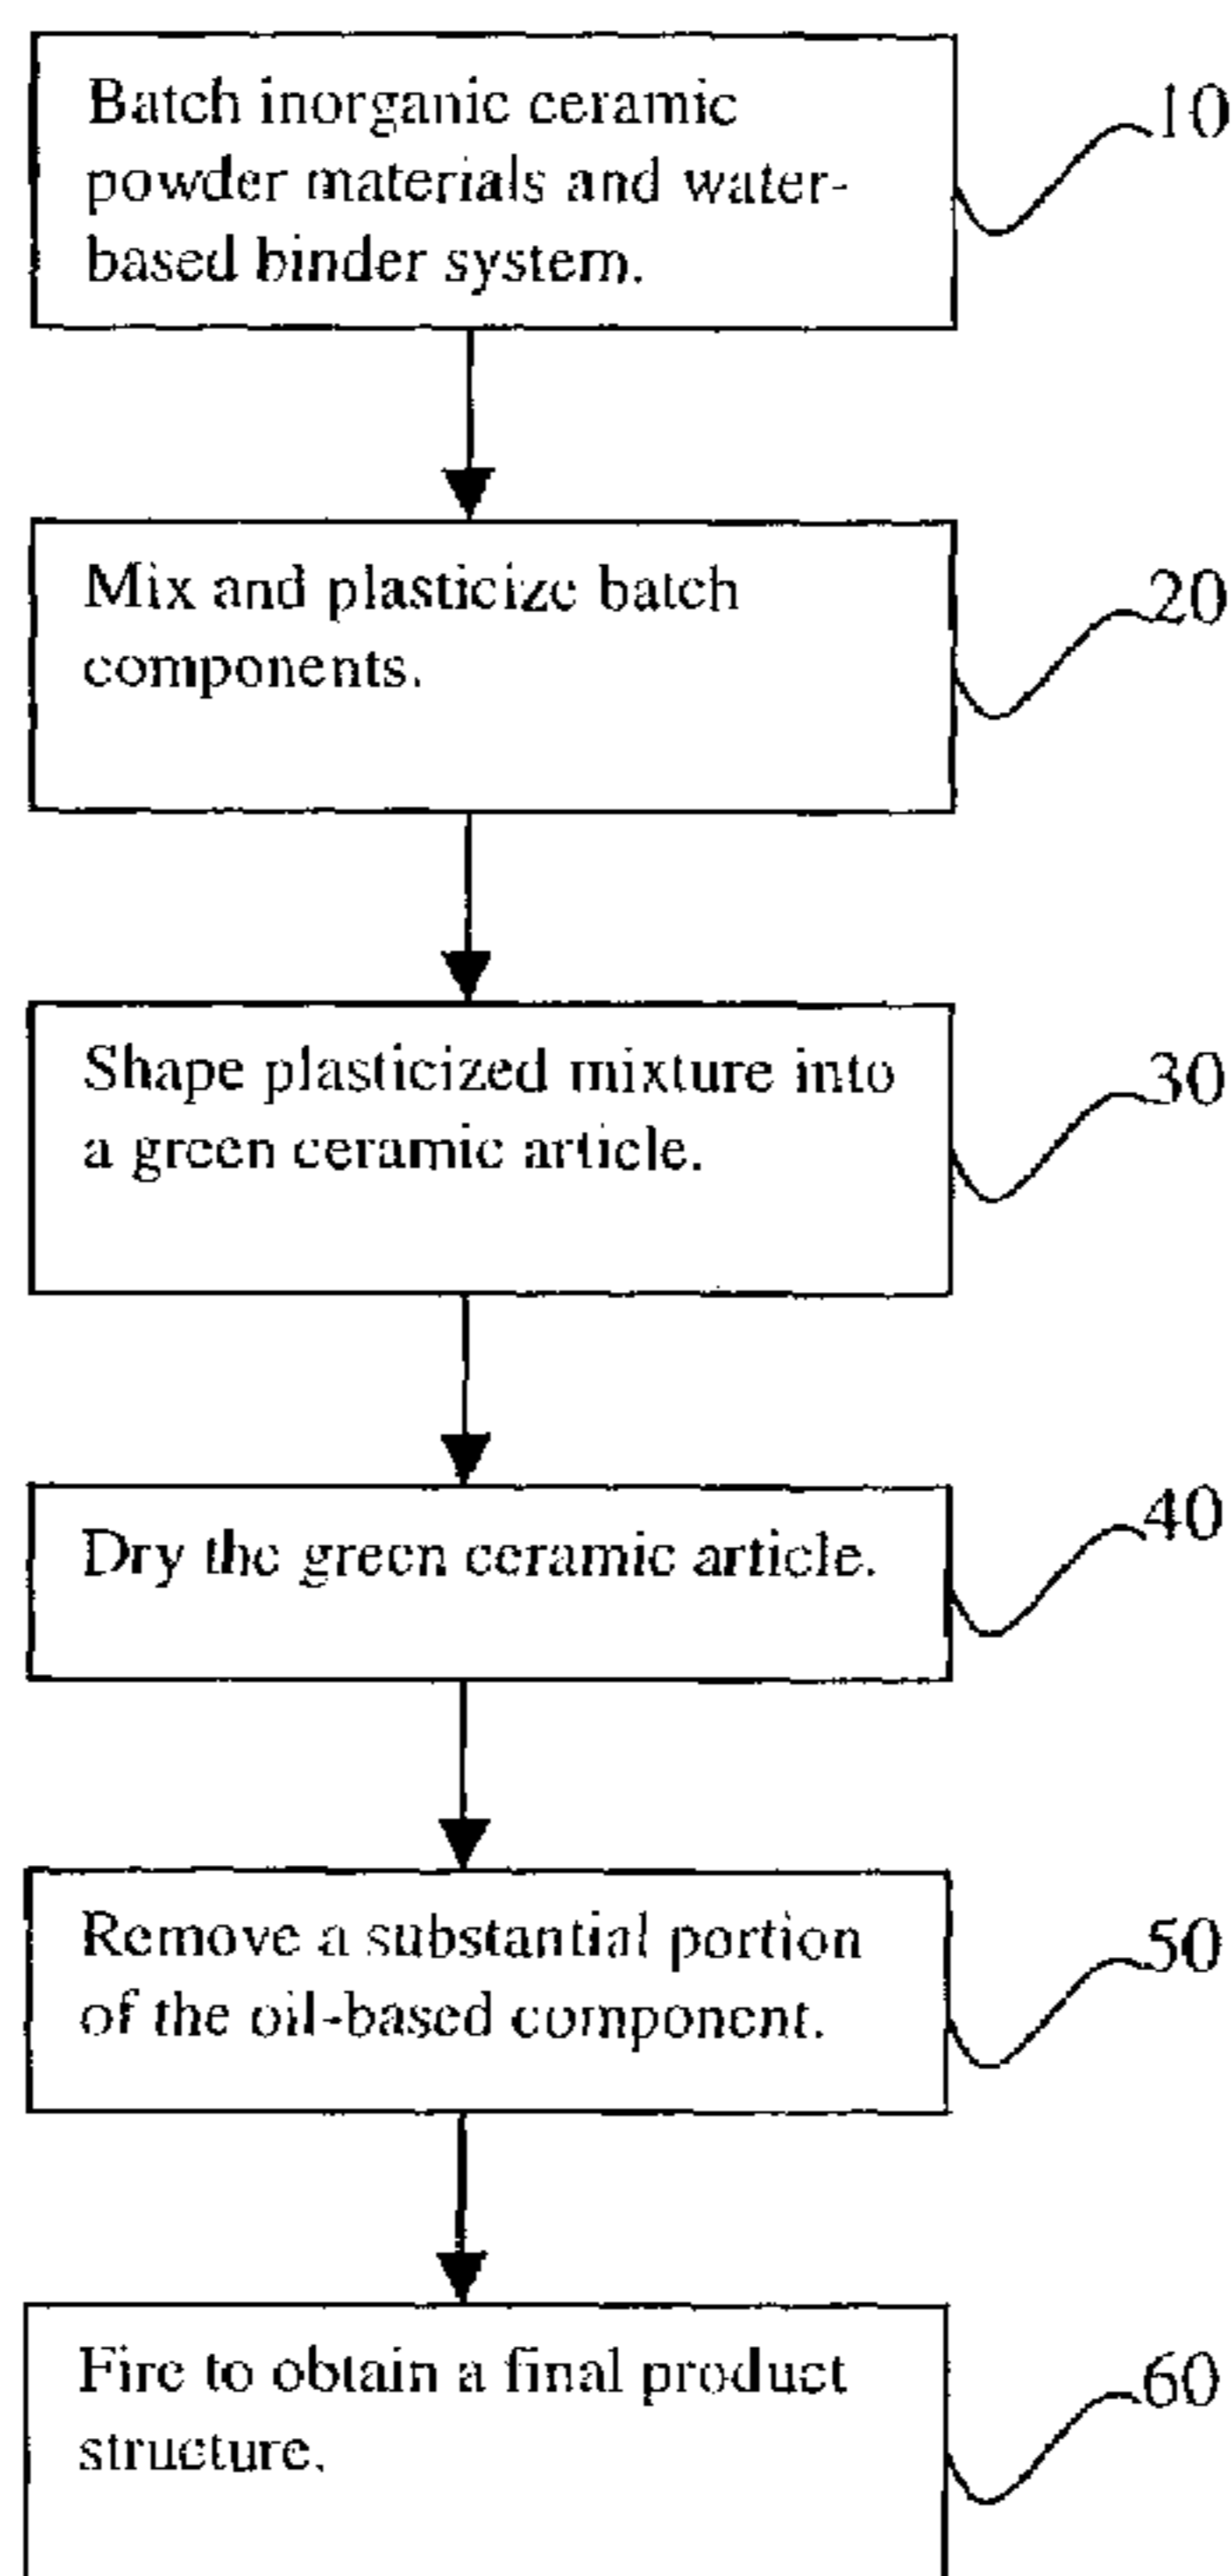 Batch inorganic ceramic
10
powder materials and water-
based binder system.
Mix and plasticize batch
20
components.
Shape plasticized mixture into
30
a green ceramic article.
Dry the green ceramic article.
40
Remove a substantial portion
50
of the oil-based component.
Fire to obtain a final product
60
structure.